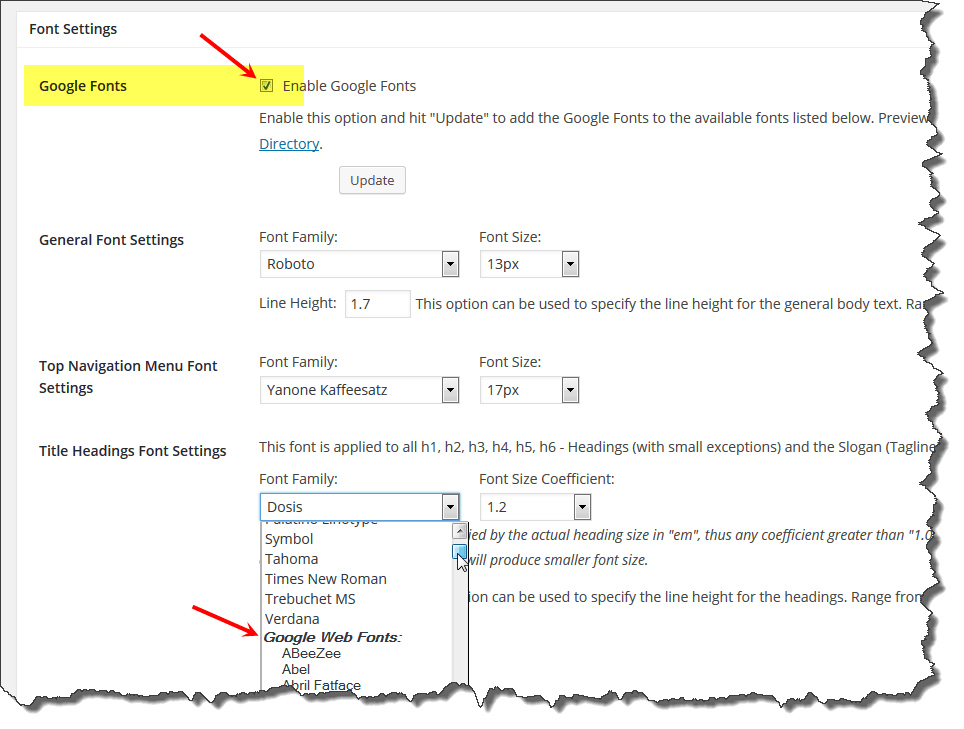 Font Settings
Google Fonts
Enable Google Fonts
Enable this option and hit "Update" to add the Google Fonts to the available fonts listed below. Preview
Directory.
Update
General Font Settings
Font Family: Font Size:
Roboto 13px
Line Height: 1.7 This option can be used to specify the line height for the general body text. Ra
Top Navigation Menu Font
Settings
Font Family: Font Size:
Yanone Kaffeesatz 17px
Title Headings Font Settings
This font is applied to all h1, h2, h3, h4, h5, h6 - Headings (with small exceptions) and the Slogan (Tagline
Font Family: Font Size Coefficient:
Dosis 1.2
Palatino Linotype
Symbol
Tahoma
Times New Roman
Trebuchet MS
Verdana
Google Web Fonts:
ABeeZee
Abel
Abril Fatface
ied by the actual heading size in "em", thus any coefficient greater than "1.0
will produce smaller font size.
ion can be used to specify the line height for the headings. Range from